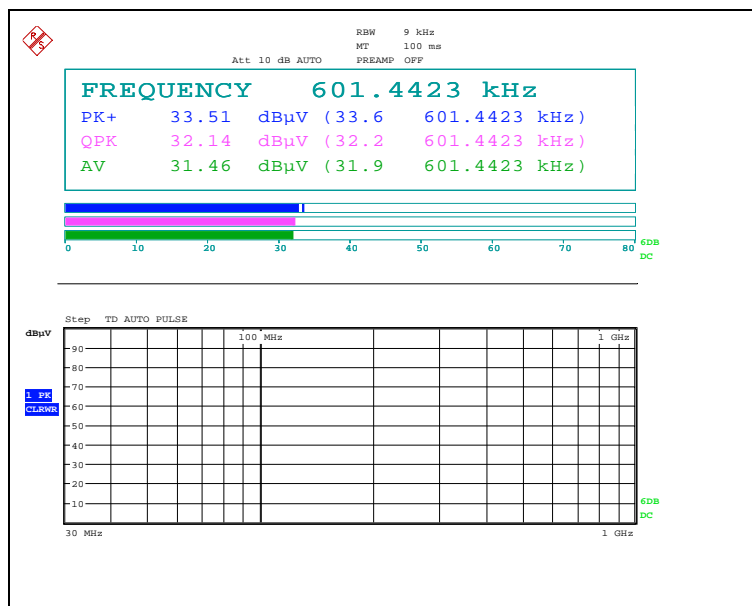 R
S
RBW 9 kHz
MT 100 ms
Att 10 dB AUTO PREAMP OFF
FREQUENCY 601.4423 kHz
PK+ 33.51 dBµV (33.6 601.4423 kHz)
QPK 32.14 dBµV (32.2 601.4423 kHz)
AV 31.46 dBµV (31.9 601.4423 kHz)
0 10 20 30 40 50 60 70 80
6DB
DC
Step TD AUTO PULSE
dBµV
100 MHz 1 GHz
90
80
70
1 PK
CLRWR
60
50
40
30
20
10
6DB
DC
30 MHz 1 GHz